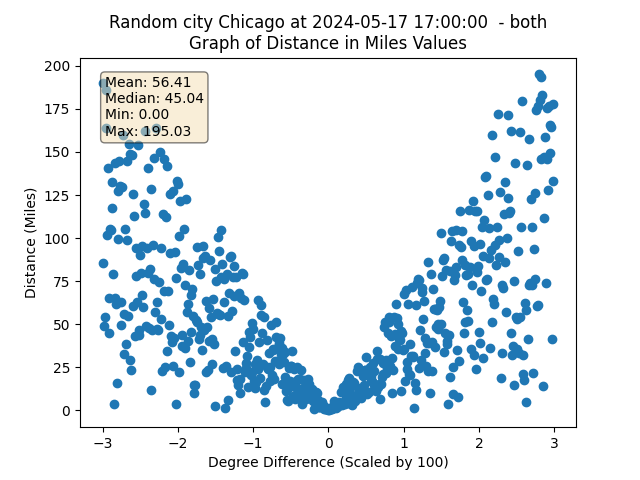 Random city Chicago at 2024-05-17 17:00:00 - both
Graph of Distance in Miles Values
Mean: 56.41
Median: 45.04
Min: 0.00
Max: 195.03
Distance (Miles)
200
175
150
125
100
75
50
25
0
−3
−2
−1
0
1
2
3
Degree Difference (Scaled by 100)